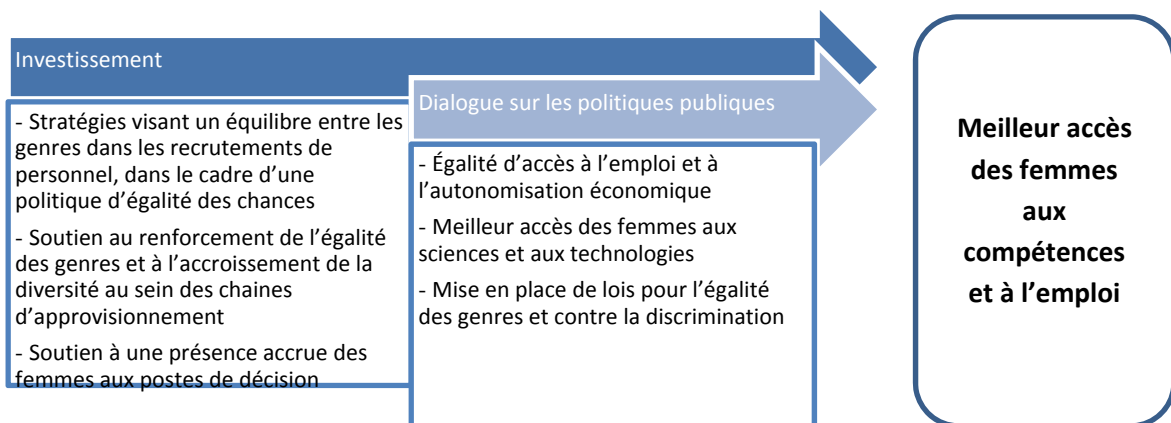 Investissement
- Stratégies visant un équilibre entre les
genres dans les recrutements de
personnel, dans le cadre d’une
politique d’égalité des chances
- Soutien au renforcement de l’égalité
des genres et à l’accroissement de la
diversité au sein des chaines
d’approvisionnement
- Soutien à une présence accrue des
femmes aux postes de décision
Dialogue sur les politiques publiques
- Égalité d’accès à l’emploi et à
l’autonomisation économique
- Meilleur accès des femmes aux
sciences et aux technologies
- Mise en place de lois pour l’égalité
des genres et contre la discrimination
Meilleur accès
des femmes
aux
compétences
et à l’emploi